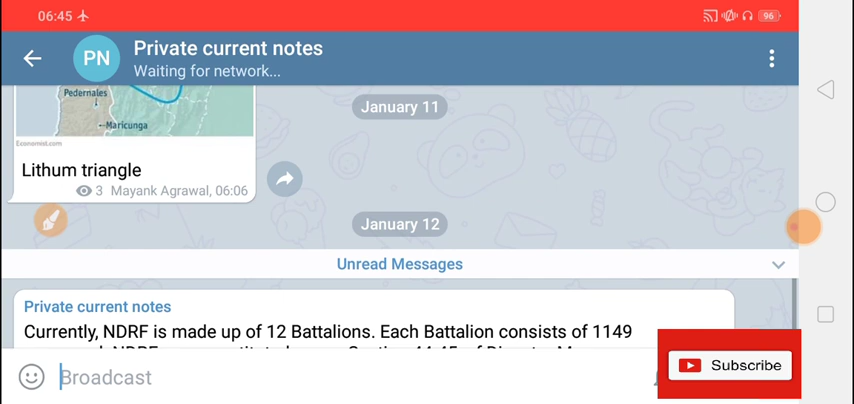 06:45
96
PN
Private current notes
Waiting for network...
January 11
Pedernales
Maricunga
Economist.com
Lithum triangle
3 Mayank Agrawal, 06:06
January 12
Unread Messages
Private current notes
Currently, NDRF is made up of 12 Battalions. Each Battalion consists of 1149
Broadcast
Subscribe